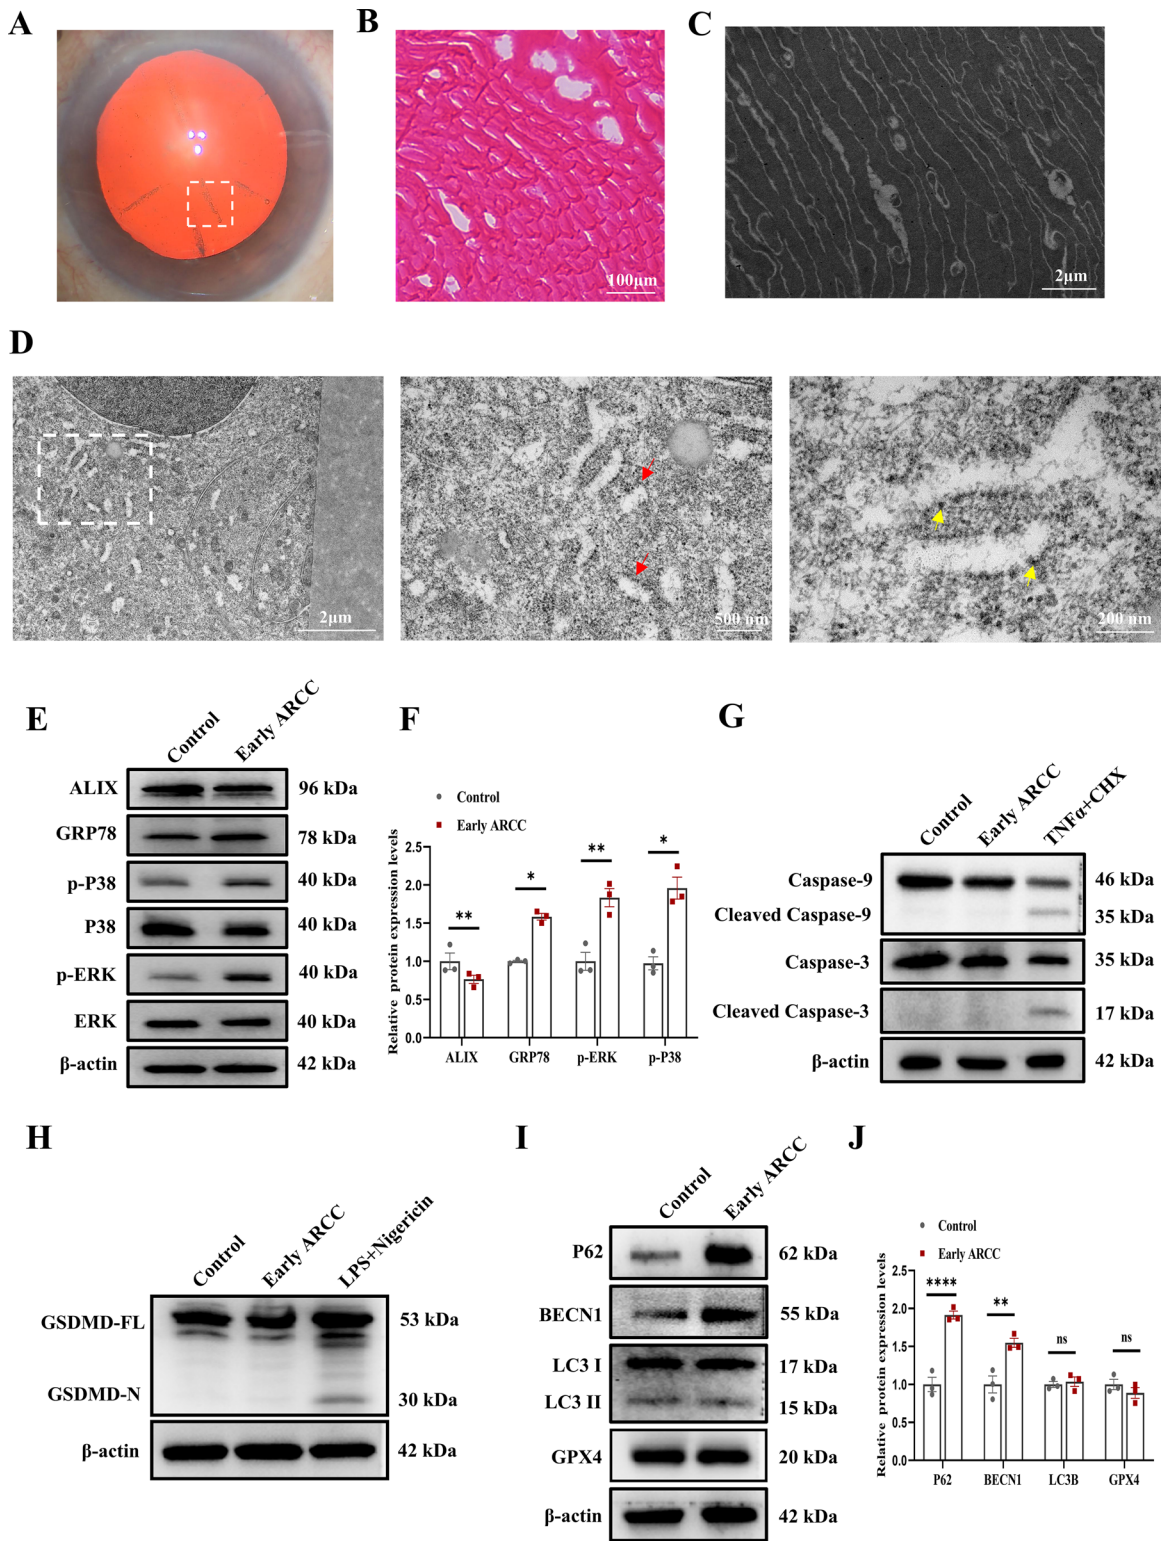 A
B
C
100μm
2μm
D
2μm
500 nm
200 nm
E
Control
Early ARCC
ALIX
96 kDa
GRP78
78 kDa
p-P38
40 kDa
P38
40 kDa
p-ERK
40 kDa
ERK
40 kDa
β-actin
42 kDa
F
Control
Early ARCC
Relative protein expression levels
2.5
2.0
1.5
1.0
0.5
0.0
**
*
**
*
ALIX
GRP78
p-ERK
p-P38
G
Control
Early ARCC
TNFα+CHX
Caspase-9
46 kDa
Cleaved Caspase-9
35 kDa
Caspase-3
35 kDa
Cleaved Caspase-3
17 kDa
β-actin
42 kDa
H
Control
Early ARCC
LPS+Nigericin
GSDMD-FL
53 kDa
GSDMD-N
30 kDa
β-actin
42 kDa
I
Control
Early ARCC
P62
62 kDa
BECN1
55 kDa
LC3 I
17 kDa
LC3 II
15 kDa
GPX4
20 kDa
β-actin
42 kDa
J
Control
Early ARCC
Relative protein expression levels
2.5
2.0
1.5
1.0
0.5
0.0
****
**
ns
ns
P62
BECN1
LC3B
GPX4